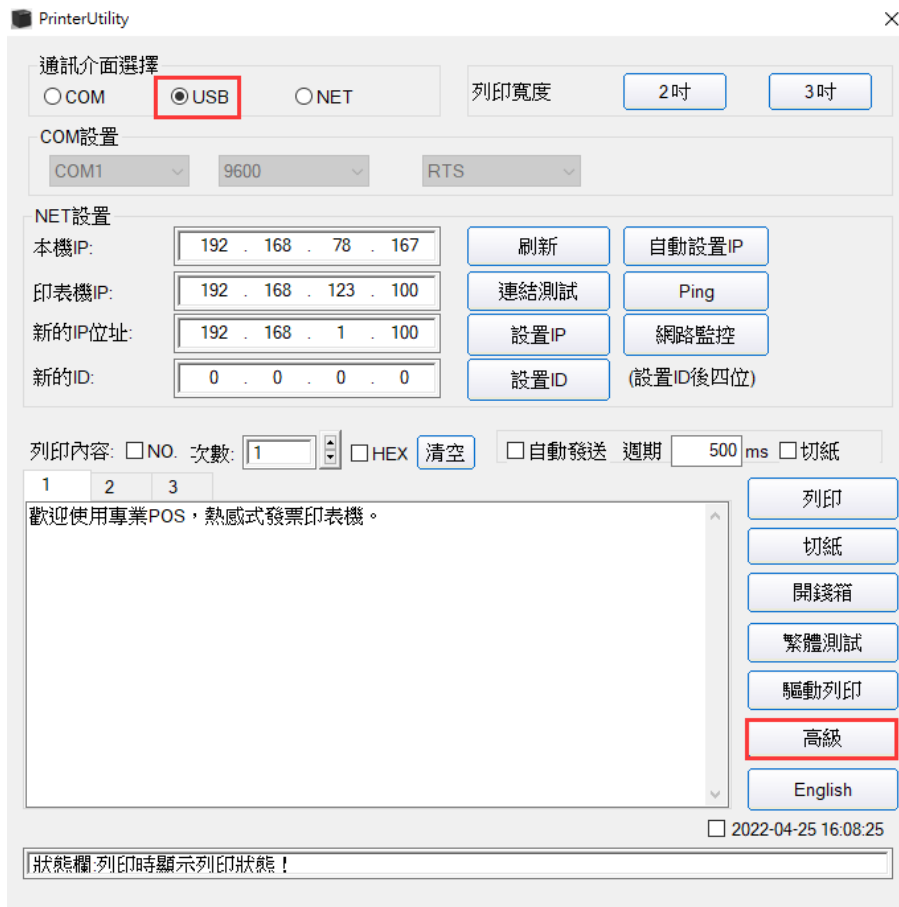 PrinterUtility
通訊介面選擇
COM USB NET
列印寬度 2吋 3吋
COM設置
COM1 9600 RTS
NET設置
本機IP: 192 . 168 . 78 . 167 刷新 自動設置IP
印表機IP: 192 . 168 . 123 . 100 連結測試 Ping
新的IP位址: 192 . 168 . 1 . 100 設置IP 網路監控
新的ID: 0 . 0 . 0 . 0 設置ID (設置ID後四位)
列印內容: NO. 次數: 1 HEX 清空 自動發送 週期 500 ms 切紙
1 2 3
歡迎使用專業POS，熱感式發票印表機。
列印
切紙
開錢箱
繁體測試
驅動列印
高級
English
2022-04-25 16:08:25
狀態欄:列印時顯示列印狀態！